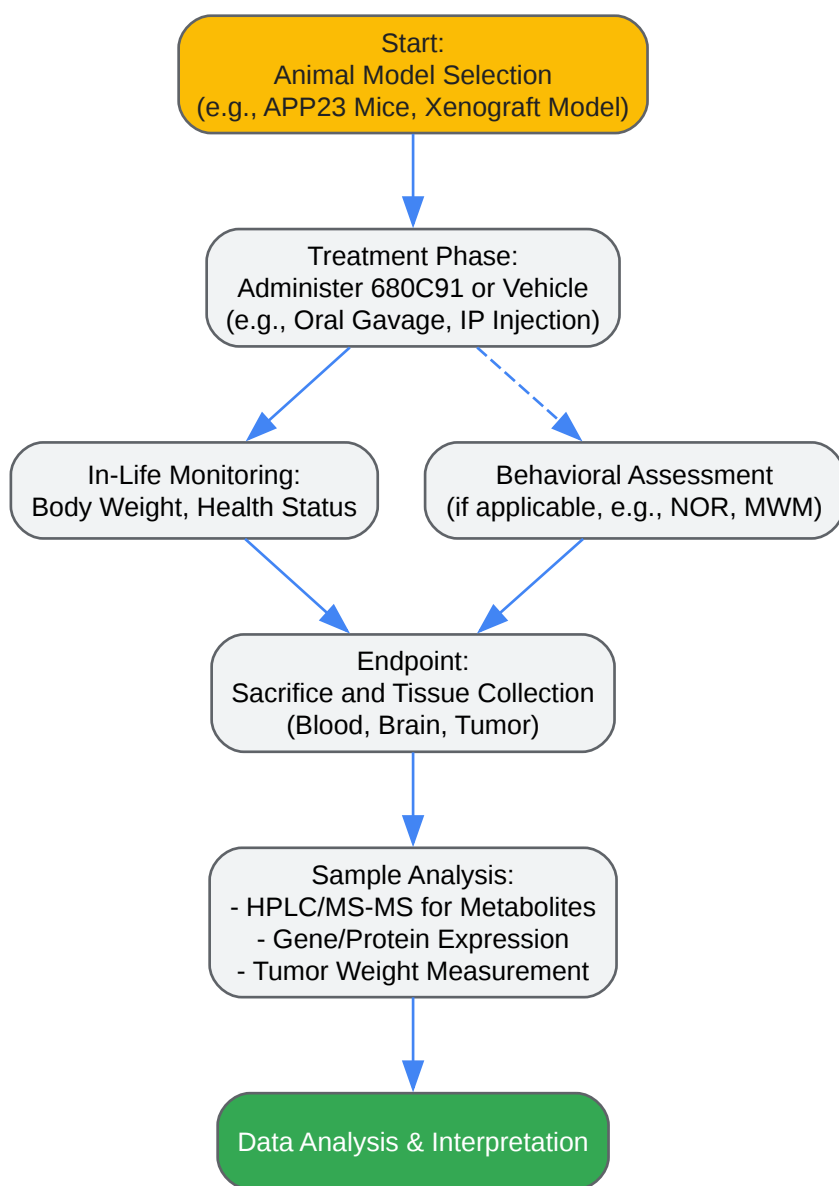 Start:
Animal Model Selection
(e.g., APP23 Mice, Xenograft Model)
Treatment Phase:
Administer 680C91 or Vehicle
(e.g., Oral Gavage, IP Injection)
In-Life Monitoring:
Body Weight, Health Status
Behavioral Assessment
(if applicable, e.g., NOR, MWM)
Endpoint:
Sacrifice and Tissue Collection
(Blood, Brain, Tumor)
Sample Analysis:
- HPLC/MS-MS for Metabolites
- Gene/Protein Expression
- Tumor Weight Measurement
Data Analysis & Interpretation